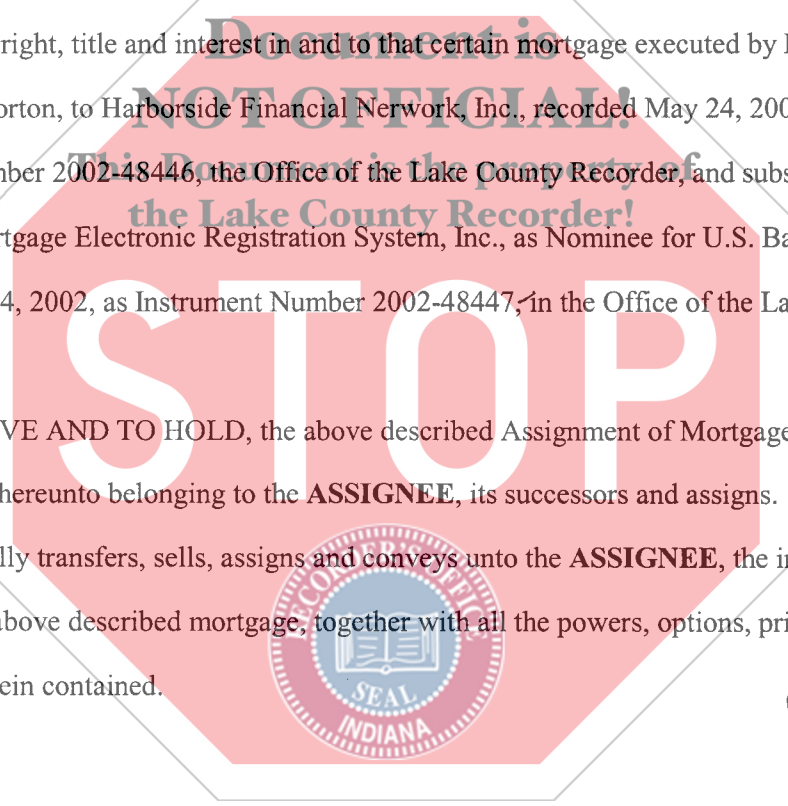 Document is
right, title and interest in and to that certain mortgage executed by
NOT OFFICIAL!
orton, to Harborside Financial Nerwork, Inc., recorded May 24, 200
This Document is the property of
ber 2002-48446, the Office of the Lake County Recorder, and subs
the Lake County Recorder!
rtgage Electronic Registration System, Inc., as Nominee for U.S. Ba
4, 2002, as Instrument Number 2002-48447, in the Office of the La
STOP
VE AND TO HOLD, the above described Assignment of Mortgage
hereunto belonging to the ASSIGNEE, its successors and assigns.
lly transfers, sells, assigns and conveys unto the ASSIGNEE, the in
above described mortgage, together with all the powers, options, pri
ein contained.
RECORDER'S OFFICE
SEAL
INDIANA